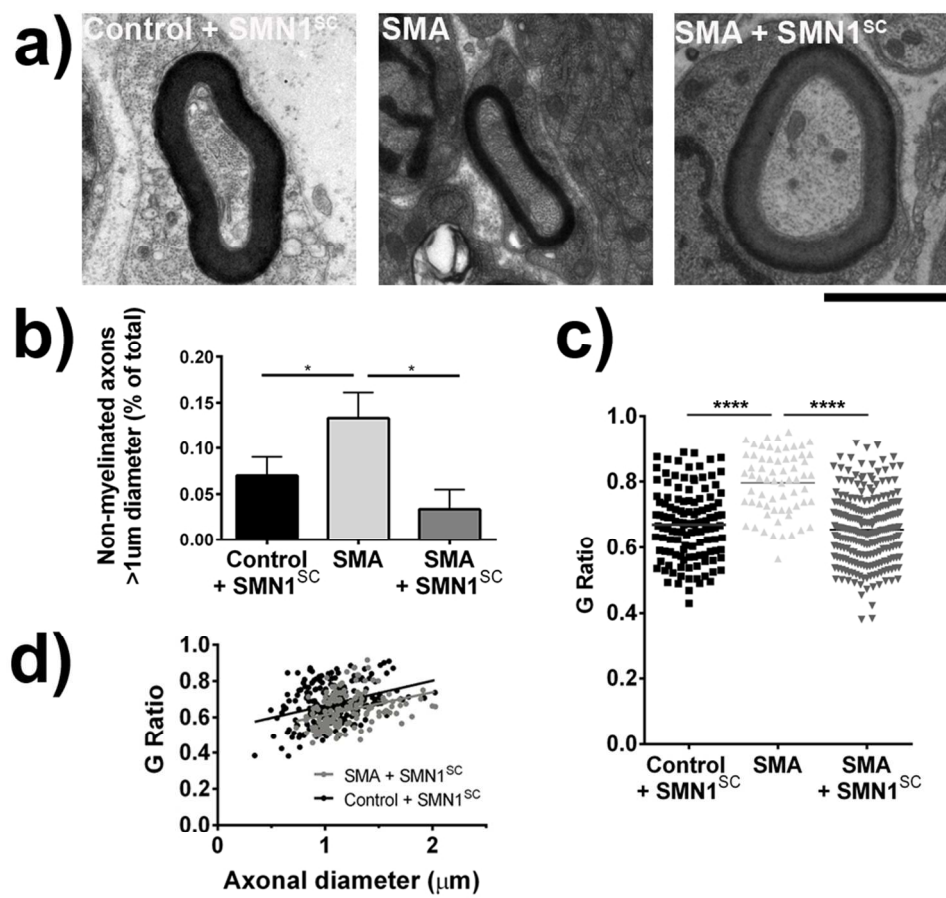 a)
Control + SMN1SC
SMA
SMA + SMN1SC
b)
Non-myelinated axons
>1um diameter (% of total)
0.20
0.15
0.10
0.05
0.00
*
*
Control
+ SMN1SC
SMA
SMA
+ SMN1SC
c)
G Ratio
1.0
0.8
0.6
0.4
0.2
0.0
****
****
Control
+ SMN1SC
SMA
SMA
+ SMN1SC
d)
G Ratio
1.0
0.8
0.6
0.4
0.2
0.0
SMA + SMN1SC
Control + SMN1SC
0
1
2
Axonal diameter (μm)